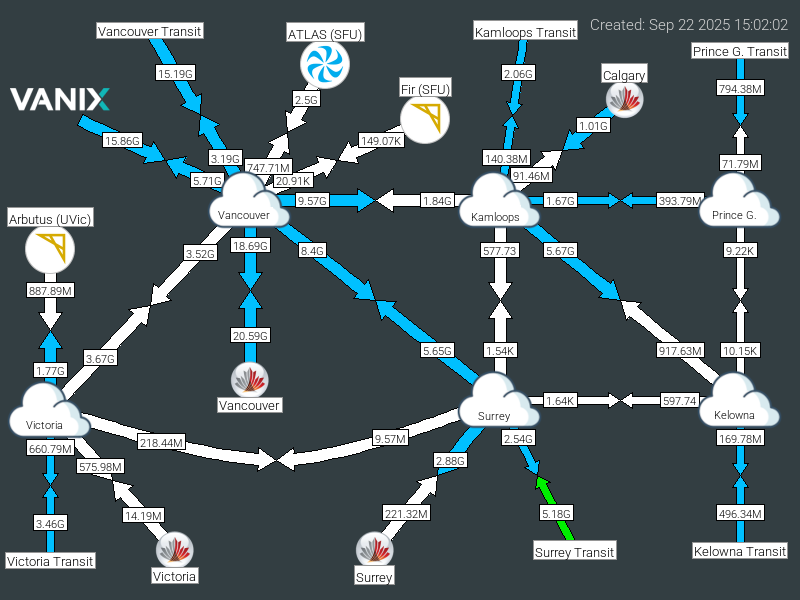 Created: Sep 22 2025 15:02:02
Vancouver Transit
ATLAS (SFU)
Kamloops Transit
Prince G. Transit
15.19G
2.06G
Calgary
Fir (SFU)
794.38M
VANIX
2.5G
1.01G
15.86G
149.07K
3.19G
140.38M
71.79M
747.71M
5.71G
20.91K
91.46M
9.57G
1.84G
1.67G
393.79M
Vancouver
Kamloops
Prince G.
Arbutus (UVic)
18.69G
8.4G
577.73
5.67G
9.22K
3.52G
887.89M
20.59G
3.67G
5.65G
1.54K
917.63M
10.15K
1.77G
Vancouver
1.64K
597.74
Victoria
Surrey
Kelowna
218.44M
9.57M
2.54G
169.78M
660.79M
575.98M
2.88G
14.19M
221.32M
5.18G
496.34M
3.46G
Victoria Transit
Victoria
Surrey
Surrey Transit
Kelowna Transit